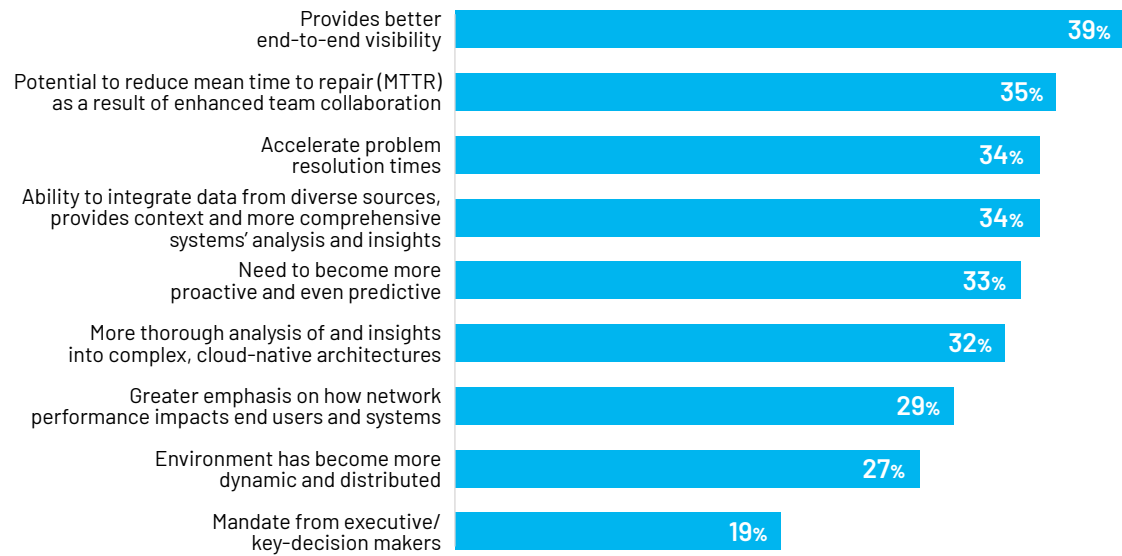 Provides better
end-to-end visibility
39%
Potential to reduce mean time to repair (MTTR)
as a result of enhanced team collaboration
35%
Accelerate problem
resolution times
34%
Ability to integrate data from diverse sources,
provides context and more comprehensive
systems’ analysis and insights
34%
Need to become more
proactive and even predictive
33%
More thorough analysis of and insights
into complex, cloud-native architectures
32%
Greater emphasis on how network
performance impacts end users and systems
29%
Environment has become more
dynamic and distributed
27%
Mandate from executive/
key-decision makers
19%